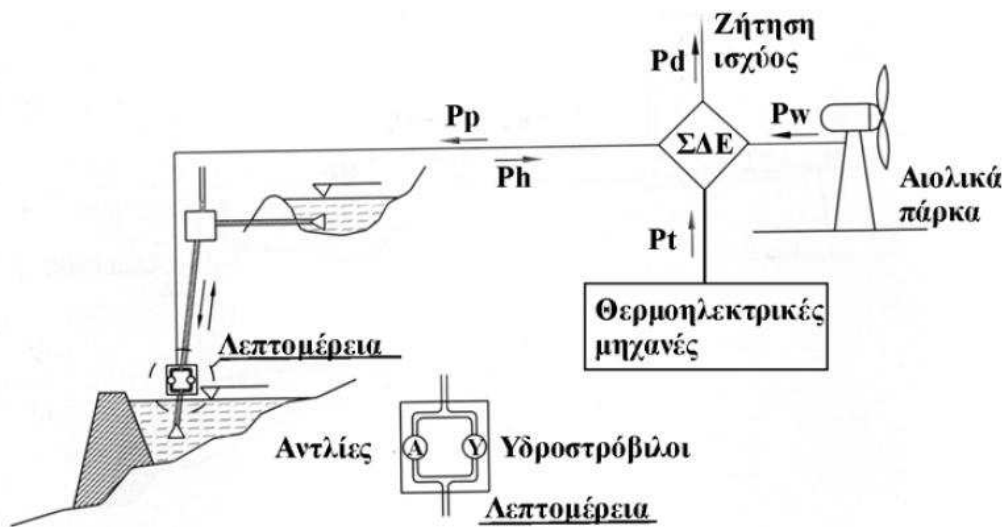 Ζήτηση
ισχύος
Pd
Pp
Pw
ΣΔΕ
Ph
Αιολικά
πάρκα
Pt
Θερμοηλεκτρικές
μηχανές
Λεπτομέρεια
Αντλίες
Α
Υ
Υδροστρόβιλοι
Λεπτομέρεια